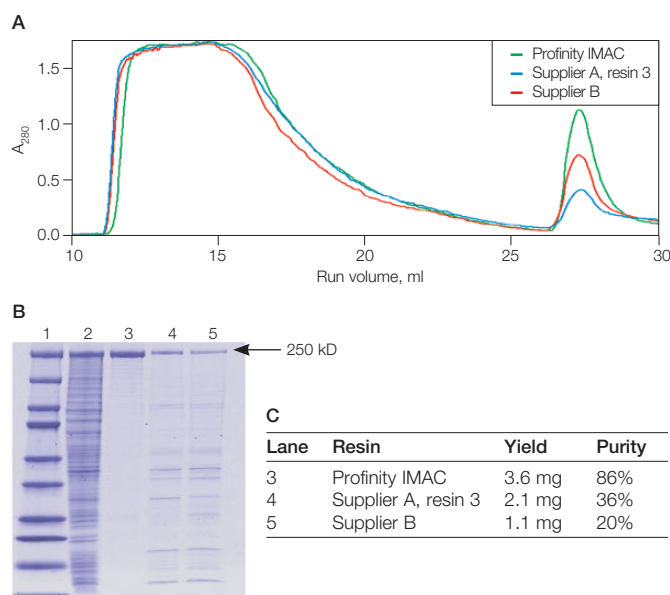 A
1.5
1.0
0.5
0.0
A280
Profinity IMAC
Supplier A, resin 3
Supplier B
10 15 20 25 30
Run volume, ml
B
1 2 3 4 5
250 kD
C
Lane Resin Yield Purity
3 Profinity IMAC 3.6 mg 86%
4 Supplier A, resin 3 2.1 mg 36%
5 Supplier B 1.1 mg 20%